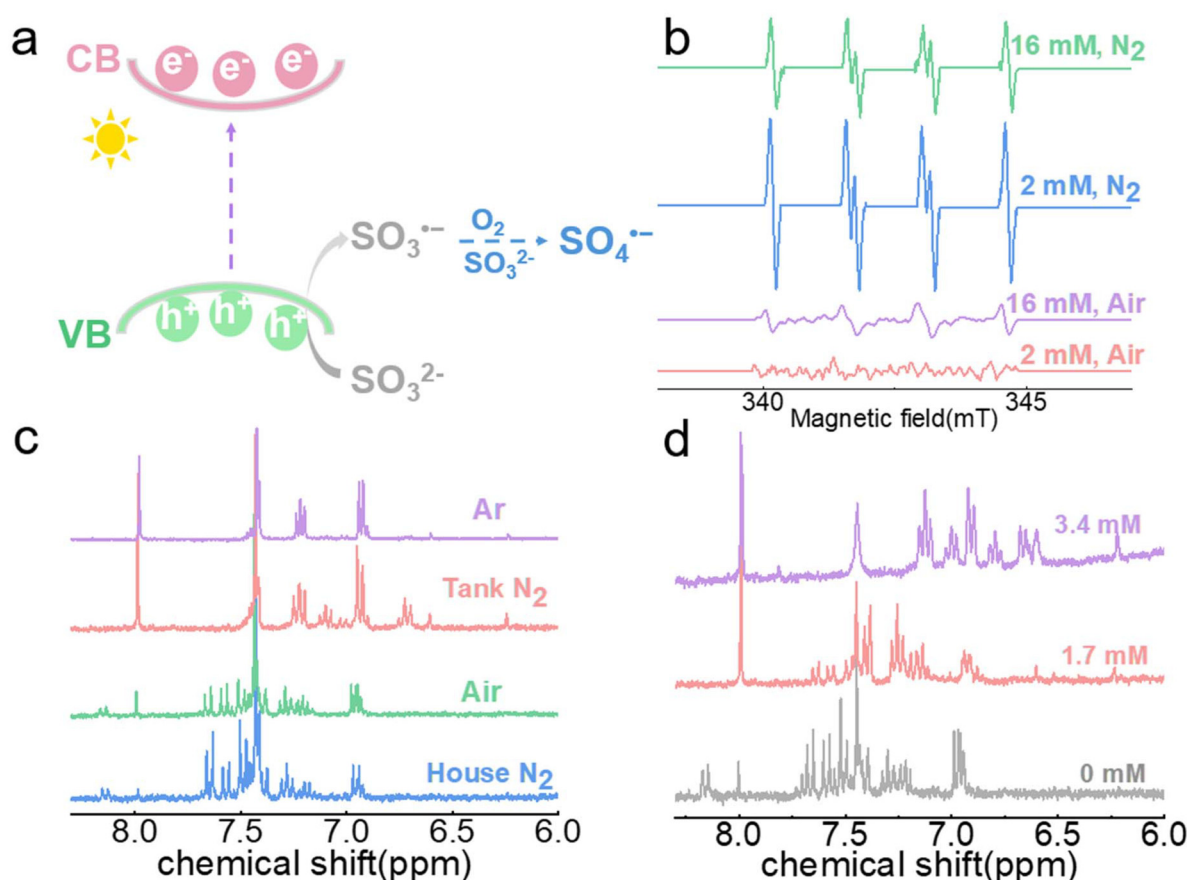 a
CB
e⁻ e⁻ e⁻
SO₃•⁻
O₂
SO₃²⁻
SO₄•⁻
h⁺ h⁺ h⁺
VB
SO₃²⁻
b
16 mM, N₂
2 mM, N₂
16 mM, Air
2 mM, Air
340 345
Magnetic field(mT)
c
Ar
Tank N₂
Air
House N₂
8.0 7.5 7.0 6.5 6.0
chemical shift(ppm)
d
3.4 mM
1.7 mM
0 mM
8.0 7.5 7.0 6.5 6.0
chemical shift(ppm)